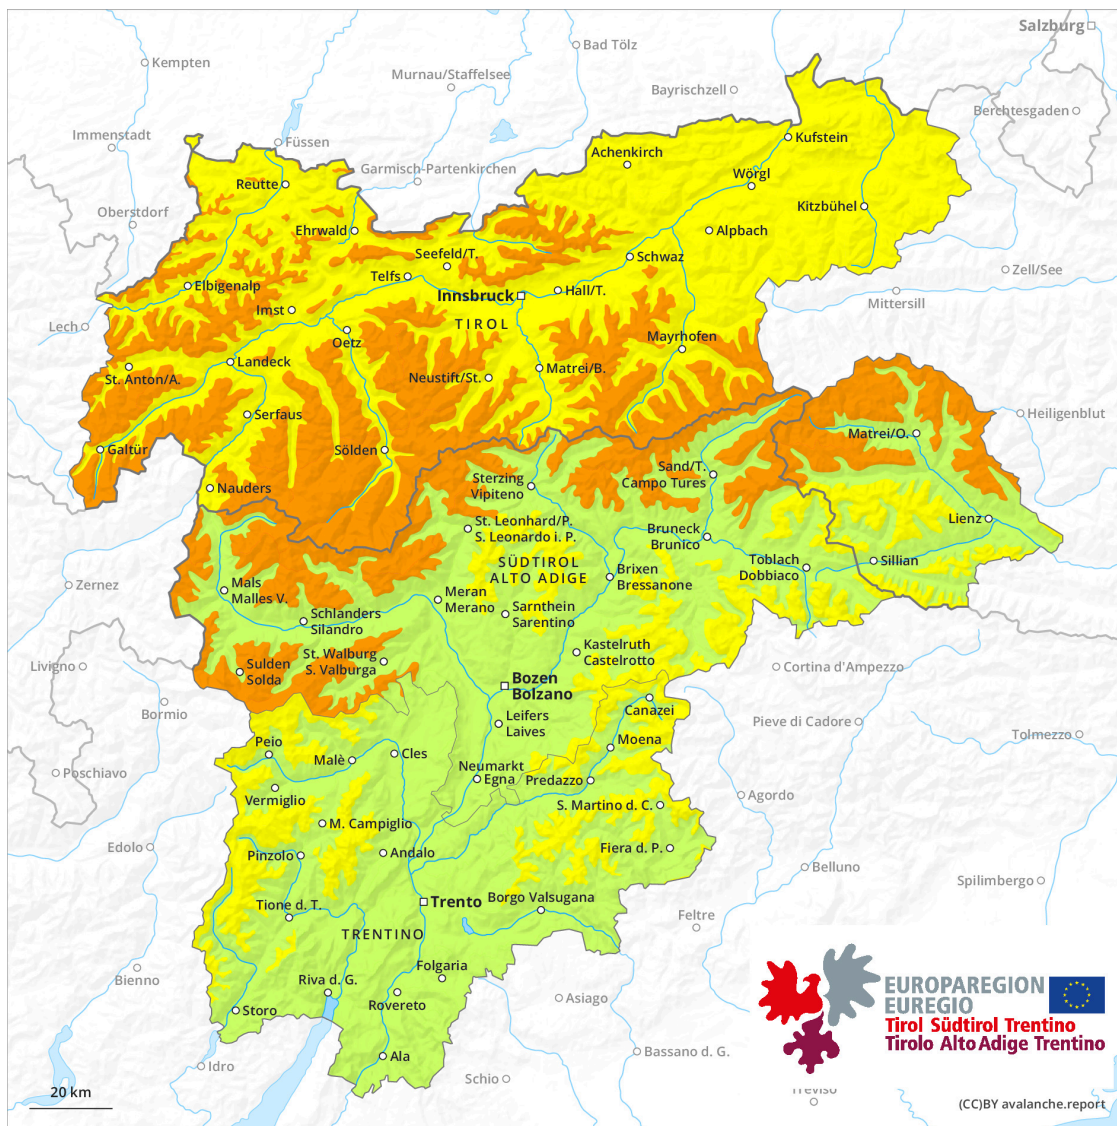 Salzburg
Bad Tölz
Kempten
Murnau/Staffelsee
Bayrischzell
Berchtesgaden
Immenstadt
Füssen
Kufstein
Achenkirch
Garmisch-Partenkirchen
Wörgl
Reutte
Kitzbühel
Oberstdorf
Ehrwald
Alpbach
Seefeld/T.
Schwaz
Zell/See
Telfs
Elbigenalp
Hall/T.
Innsbruck
Mittersill
Imst
TIROL
Lech
Oetz
Mayrhofen
Landeck
Matrei/B.
St. Anton/A.
Neustift/St.
Serfaus
Heiligenblut
Matrei/O.
Galtür
Sölden
Sand/T.
Campo Tures
Sterzing
Vipiteno
Nauders
Lienz
St. Leonhard/P.
S. Leonardo i. P.
Bruneck
Brunico
SÜDTIROL
ALTO ADIGE
Toblach
Dobbiaco
Sillian
Brixen
Bressanone
Zernez
Mals
Malles V.
Meran
Merano
Sarnthein
Sarentino
Schlanders
Silandro
Kastelruth
Castelrotto
St. Walburg
S. Valburga
Livigno
Sulden
Solda
Cortina d'Ampezzo
Bozen
Bolzano
Canazei
Bormio
Leifers
Laives
Pieve di Cadore
Tolmezzo
Peio
Moena
Malè
Cles
Neumarkt
Egna
Predazzo
Poschiavo
Vermiglio
Agordo
S. Martino d. C.
M. Campiglio
Edolo
Pinzolo
Andalo
Fiera d. P.
Belluno
Spilimbergo
Tione d. T.
Trento
Borgo Valsugana
Feltre
TRENTINO
Folgaria
Bienno
Riva d. G.
Rovereto
Asiago
Storo
EUROPAREGION
EUREGIO
Tirol Südtirol Trentino
Tirolo Alto Adige Trentino
Ala
Bassano d. G.
Idro
Schio
Treviso
20 km
(CC)BY avalanche.report